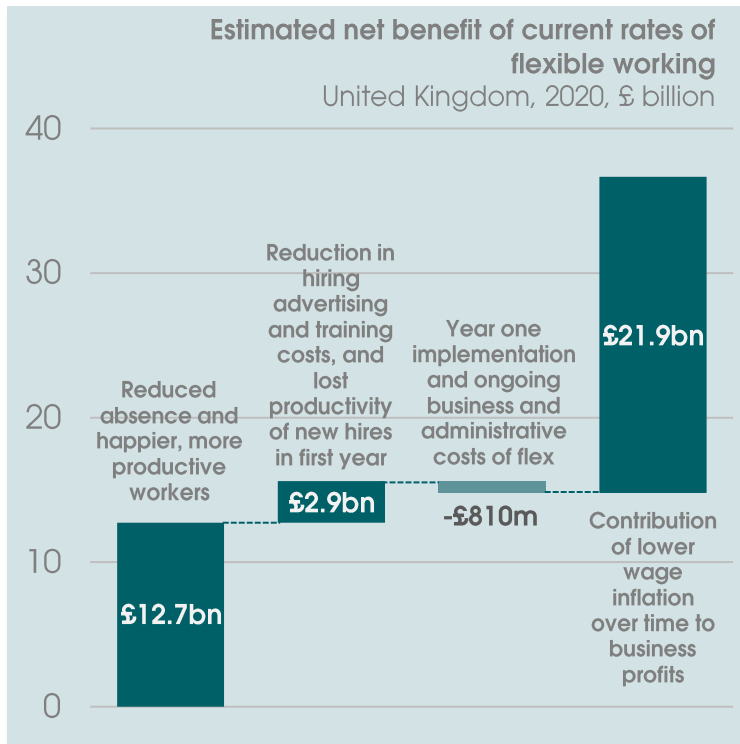 Estimated net benefit of current rates of
flexible working
United Kingdom, 2020, £ billion
40
30
20
10
0
Reduced
absence and
happier, more
productive
workers
£12.7bn
Reduction in
hiring
advertising
and training
costs, and
lost
productivity
of new hires
in first year
£2.9bn
Year one
implementation
and ongoing
business and
administrative
costs of flex
-£810m
£21.9bn
Contribution
of lower
wage
inflation
over time to
business
profits